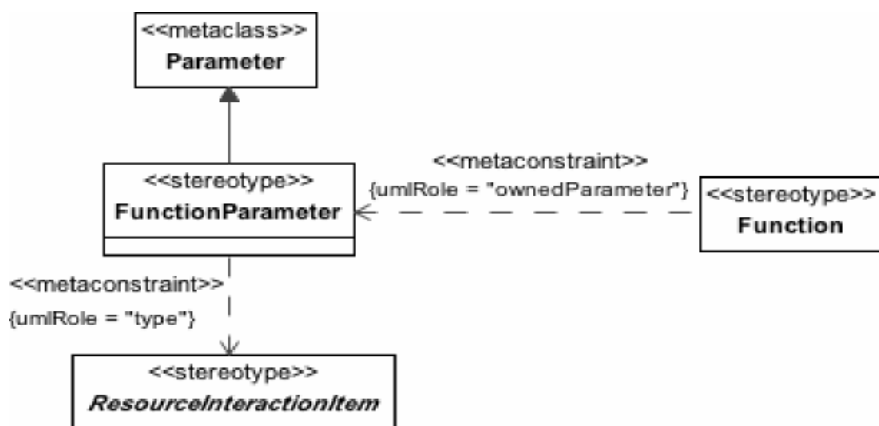 <<metaclass>>
Parameter
<<metaconstraint>>
{umlRole = "ownedParameter"}
<<stereotype>>
FunctionParameter
<<stereotype>>
Function
<<metaconstraint>>
{umlRole = "type"}
<<stereotype>>
ResourceInteractionItem